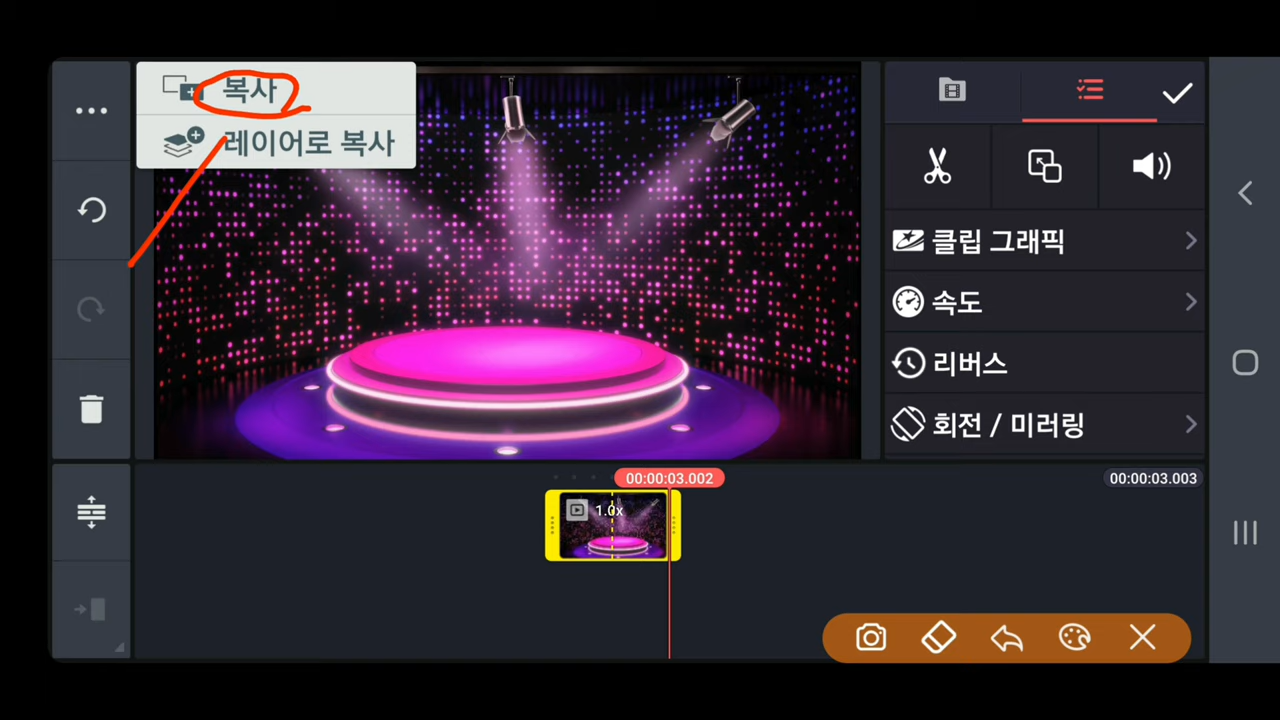 복사
레이어로 복사
클립 그래픽
속도
리버스
회전 / 미러링
00:00:03.002
00:00:03.003
1.0x